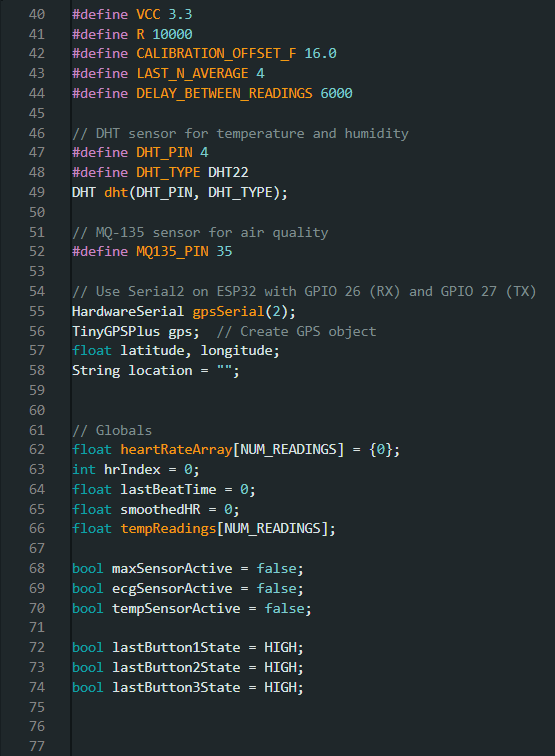 40 #define VCC 3.3
41 #define R 10000
42 #define CALIBRATION_OFFSET_F 16.0
43 #define LAST_N_AVERAGE 4
44 #define DELAY_BETWEEN_READINGS 6000
45
46 // DHT sensor for temperature and humidity
47 #define DHT_PIN 4
48 #define DHT_TYPE DHT22
49 DHT dht(DHT_PIN, DHT_TYPE);
50
51 // MQ-135 sensor for air quality
52 #define MQ135_PIN 35
53
54 // Use Serial2 on ESP32 with GPIO 26 (RX) and GPIO 27 (TX)
55 HardwareSerial gpsSerial(2);
56 TinyGPSPlus gps;  // Create GPS object
57 float latitude, longitude;
58 String location = "";
59
60
61 // Globals
62 float heartRateArray[NUM_READINGS] = {0};
63 int hrIndex = 0;
64 float lastBeatTime = 0;
65 float smoothedHR = 0;
66 float tempReadings[NUM_READINGS];
67
68 bool maxSensorActive = false;
69 bool ecgSensorActive = false;
70 bool tempSensorActive = false;
71
72 bool lastButton1State = HIGH;
73 bool lastButton2State = HIGH;
74 bool lastButton3State = HIGH;
75
76
77